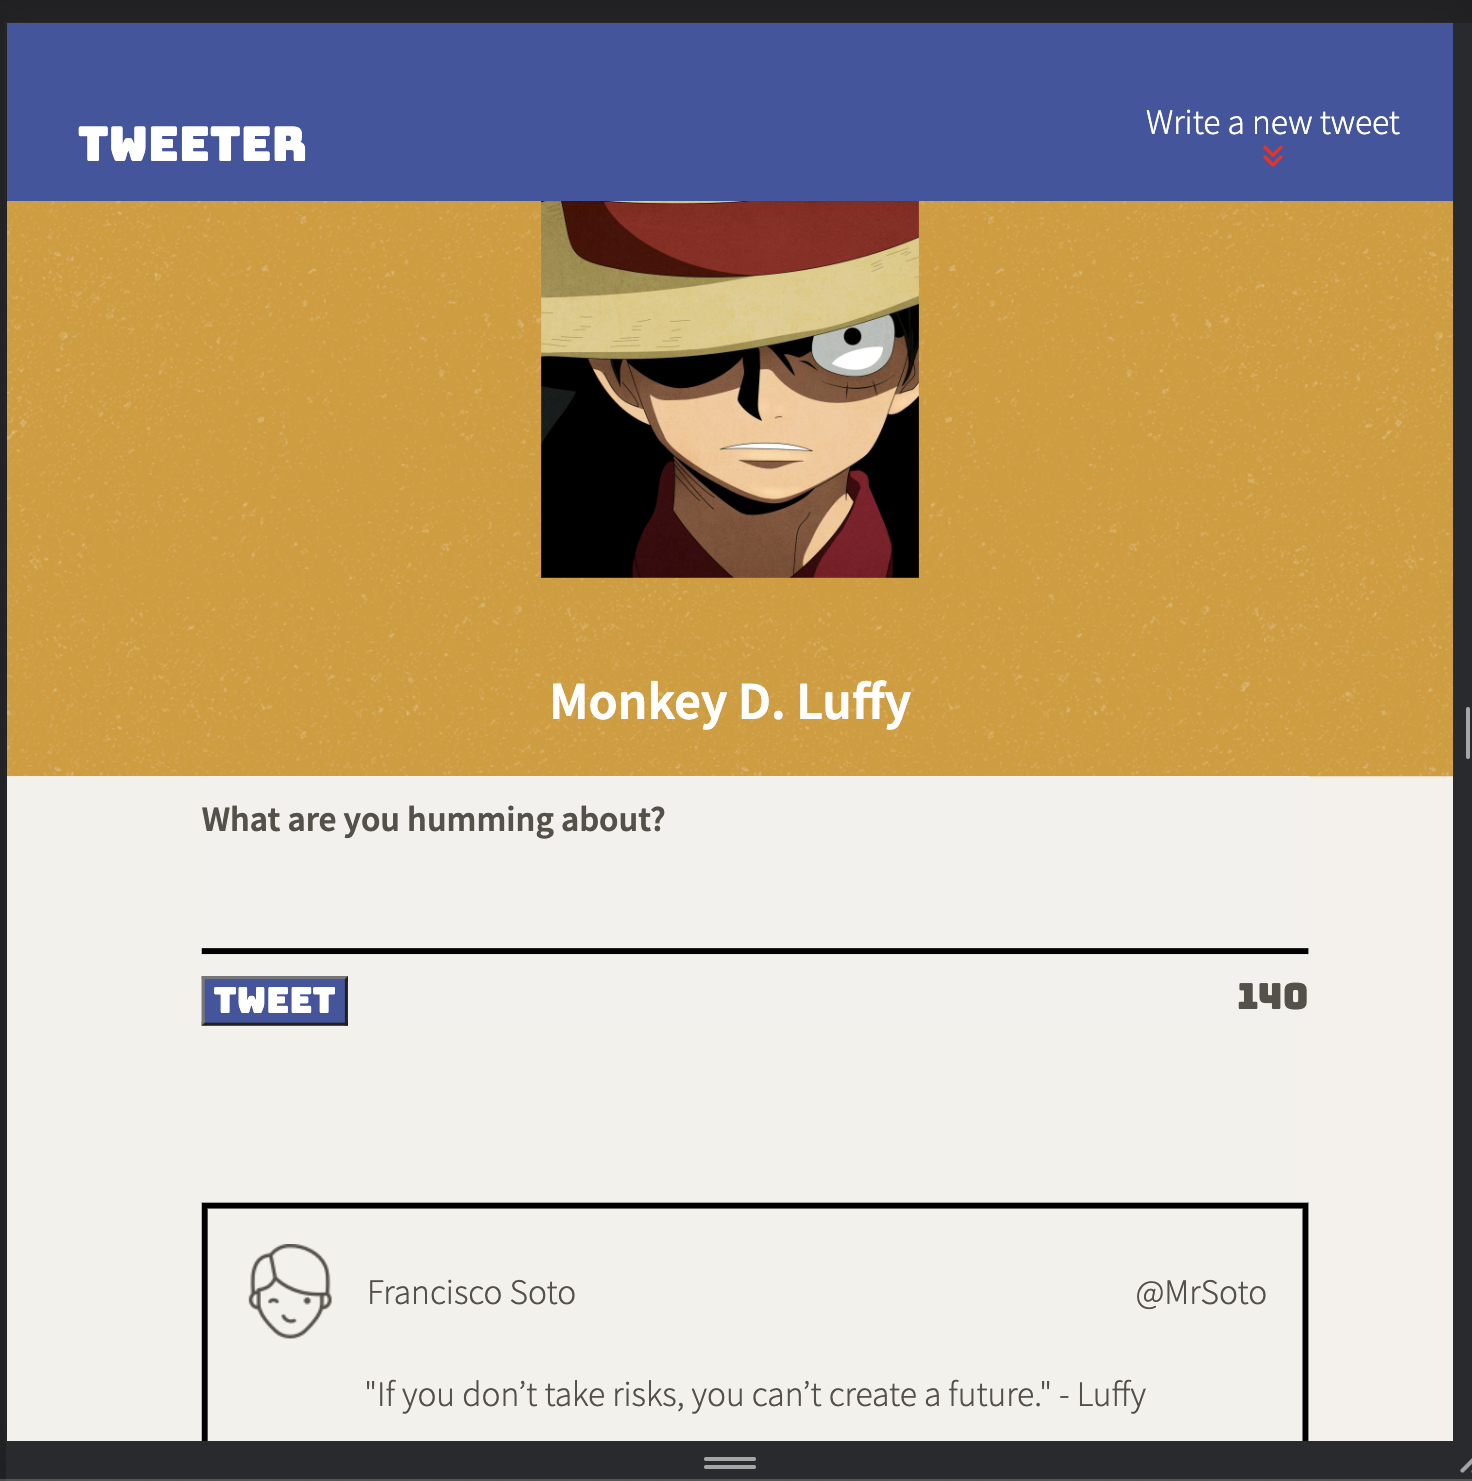 TWEETER
Write a new tweet
Monkey D. Luffy
What are you humming about?
TWEET
140
Francisco Soto
@MrSoto
"If you don’t take risks, you can’t create a future." - Luffy